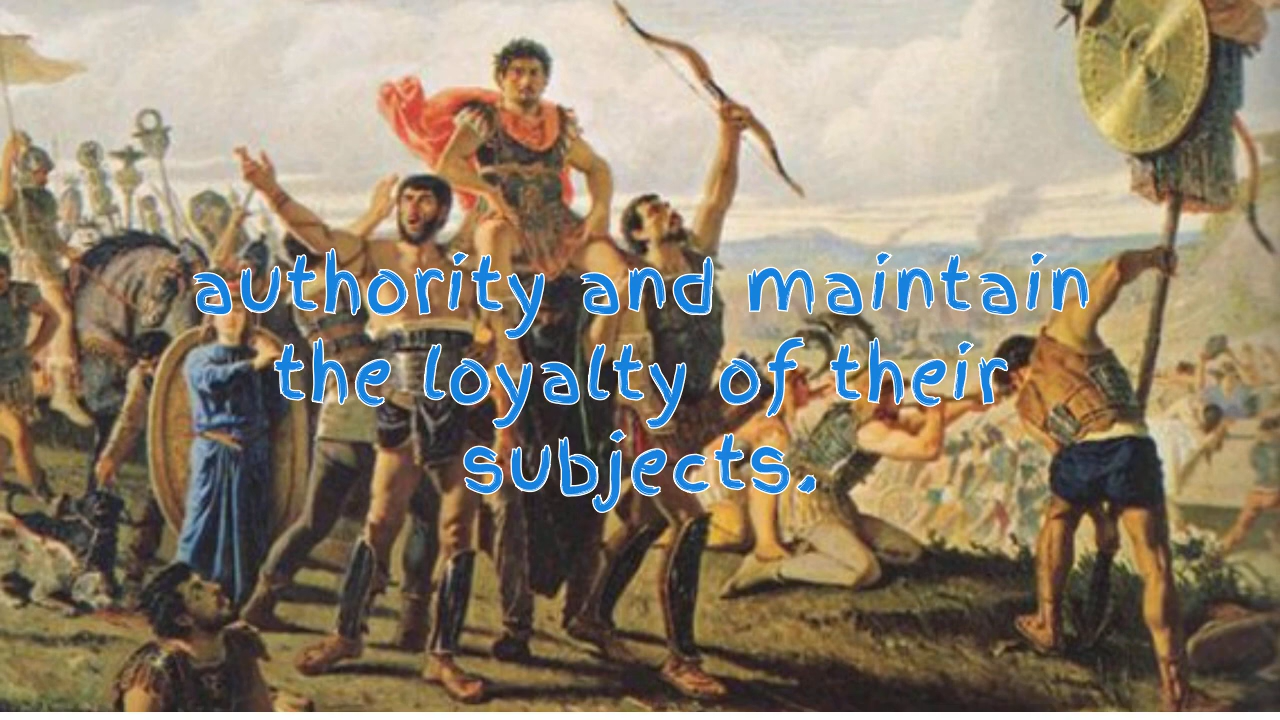 authority and maintain
the loyalty of their
subjects.